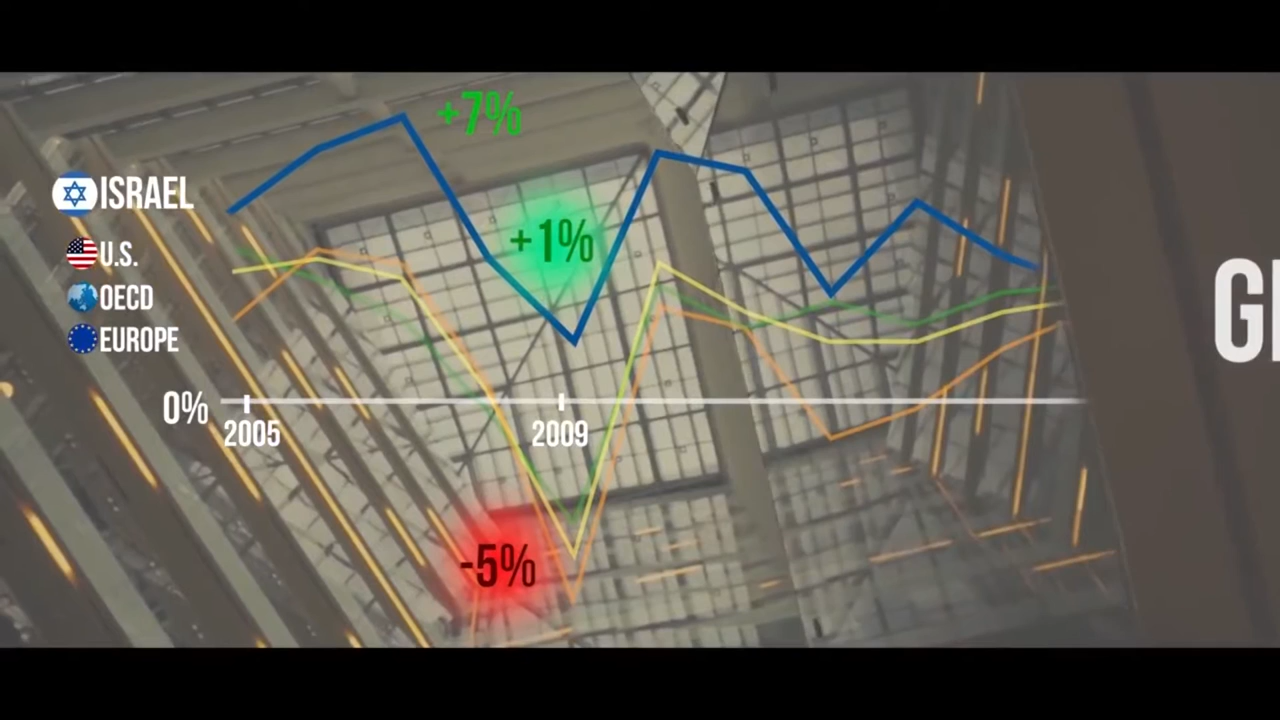 +7%
ISRAEL
+1%
U.S.
OECD
EUROPE
0%
2005 2009
-5%